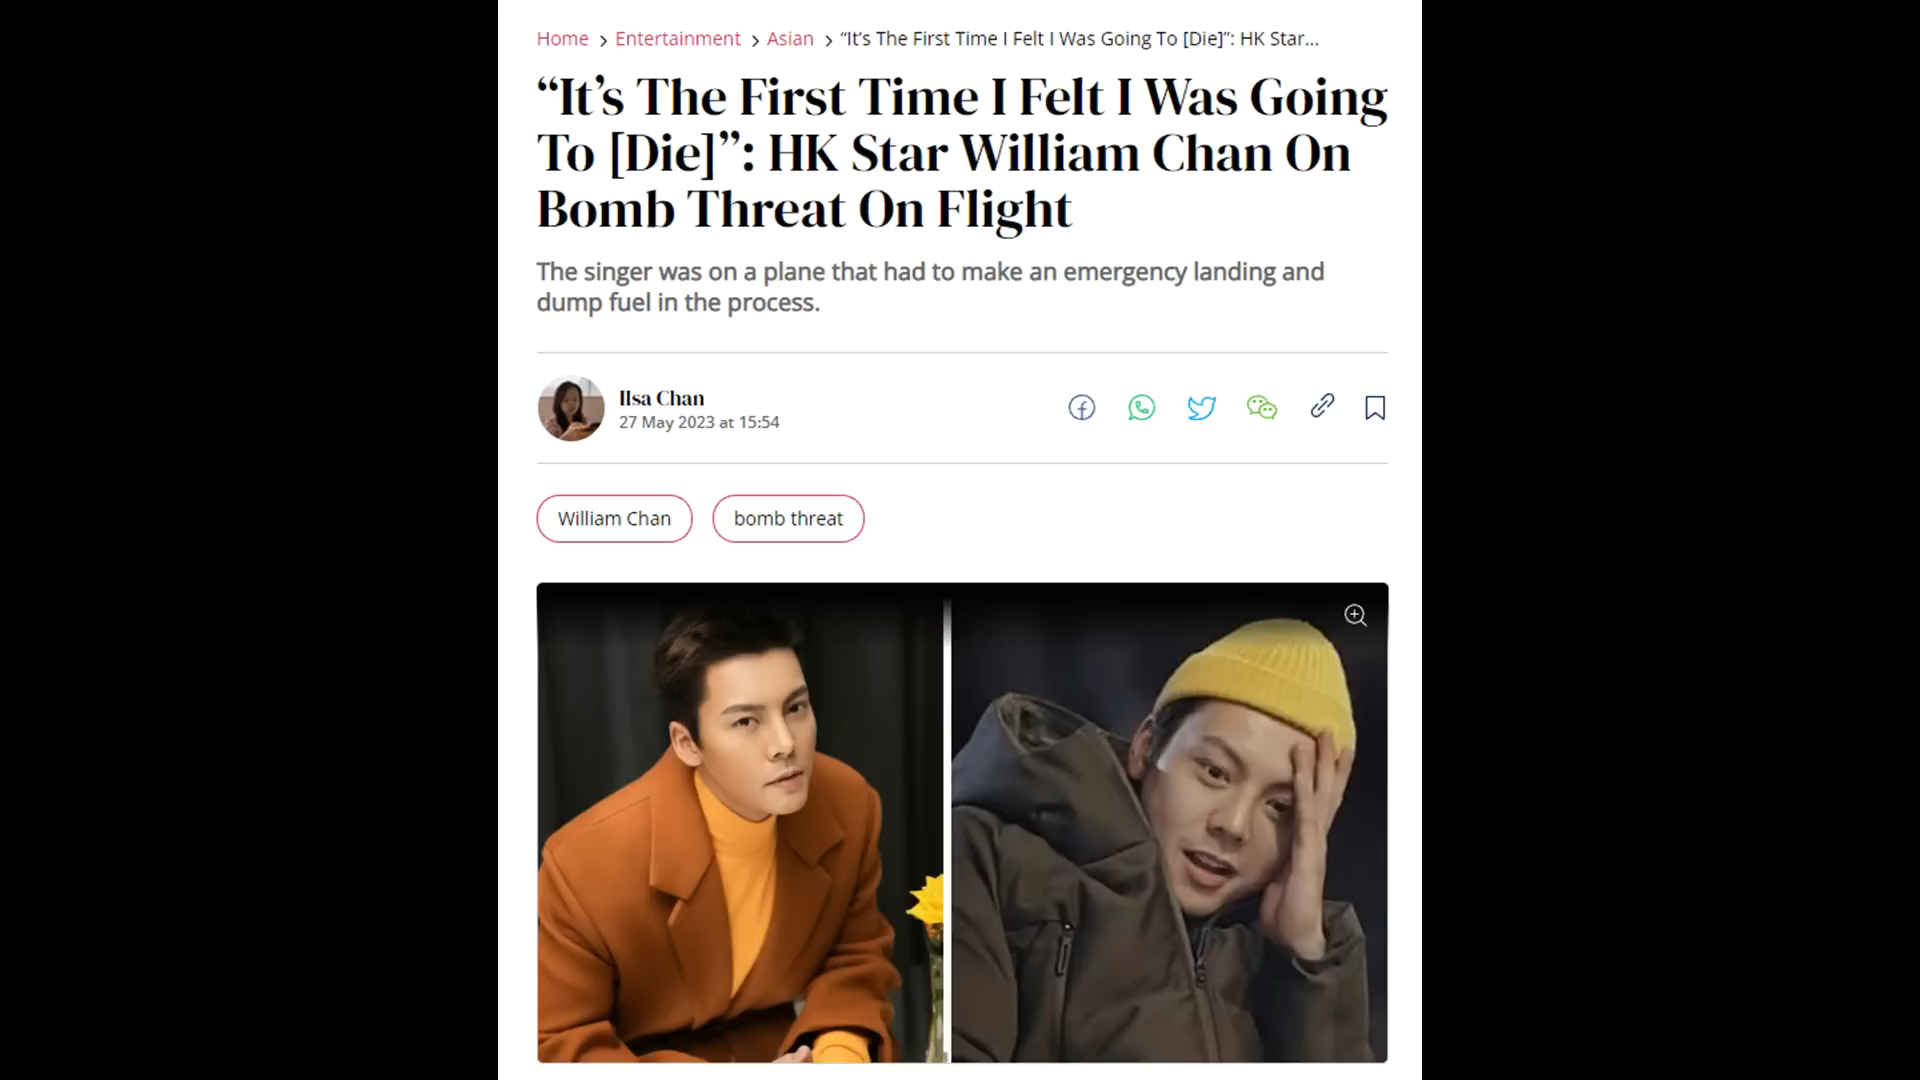 Home > Entertainment > Asian > “It’s The First Time I Felt I Was Going To [Die]”: HK Star...
“It’s The First Time I Felt I Was Going
To [Die]”: HK Star William Chan On
Bomb Threat On Flight
The singer was on a plane that had to make an emergency landing and
dump fuel in the process.
Ilsa Chan
27 May 2023 at 15:54
William Chan
bomb threat